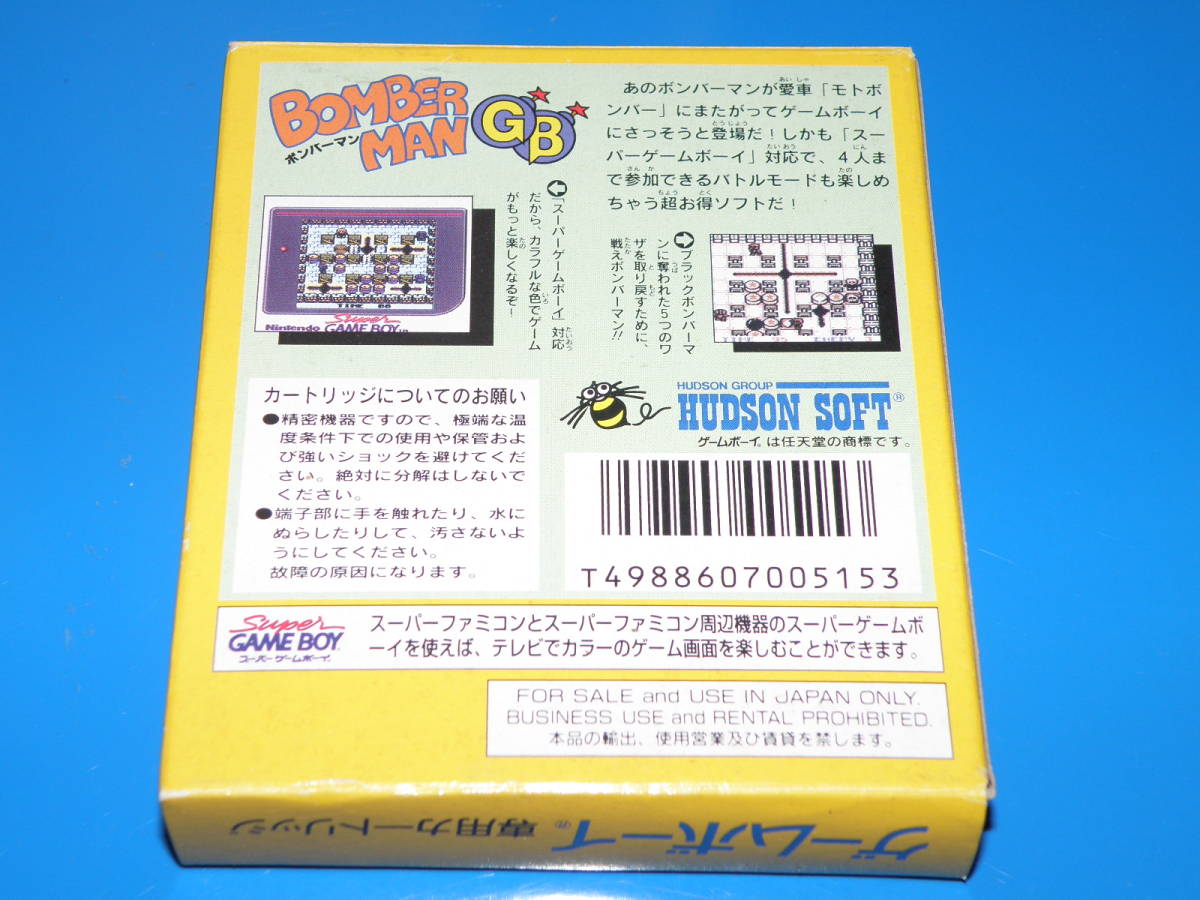 BOMBER
MAN
GB
ボンバーマン
あのボンバーマンが愛車「モトボ
ンバー」にまたがってゲームボーイ
にさっそうと登場だ！しかも「スー
パーゲームボーイ」対応で、4人ま
で参加できるバトルモードも楽しめ
ちゃう超お得ソフトだ！
「スーパーゲームボーイ」対応
だから、カラフルな色でゲーム
がもっと楽しくなるぞ！
TIME
Super
Nintendo GAME BOY
ブラックボンバーマ
ンに奪われた5つのワ
ザを取り戻すために、
戦えボンバーマン!!
TIME 95 ENEMY 3
カートリッジについてのお願い
●精密機器ですので、極端な温
度条件下での使用や保管およ
び強いショックを避けてくだ
さい。絶対に分解はしないで
ください。
●端子部に手を触れたり、水に
ぬらしたりして、汚さないよ
うにしてください。
故障の原因になります。
HUDSON GROUP
HUDSON SOFT®
ゲームボーイ® は任天堂の商標です。
T4988607005153
Super
GAME BOY
スーパーゲームボーイ
スーパーファミコンとスーパーファミコン周辺機器のスーパーゲームボ
ーイを使えば、テレビでカラーのゲーム画面を楽しむことができます。
FOR SALE and USE IN JAPAN ONLY.
BUSINESS USE and RENTAL PROHIBITED.
本品の輸出、使用営業及び賃貸を禁じます。
ゲームボーイ® 専用カートリッジ